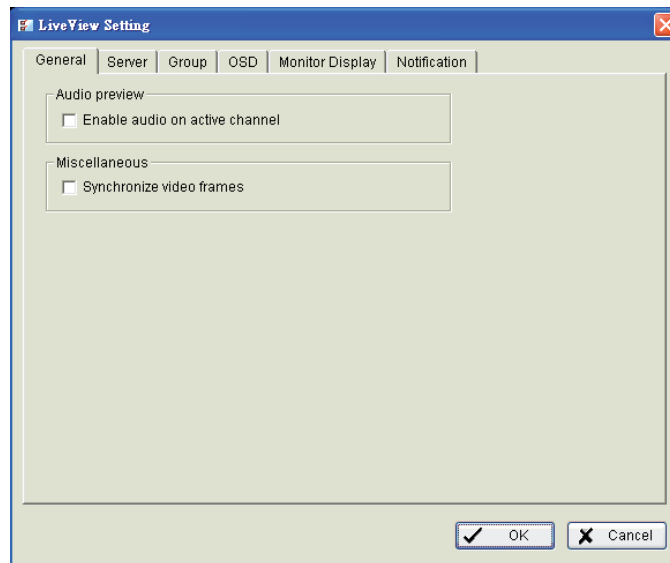 LiveView Setting
General Server Group OSD Monitor Display Notification
Audio preview
Enable audio on active channel
Miscellaneous
Synchronize video frames
OK Cancel